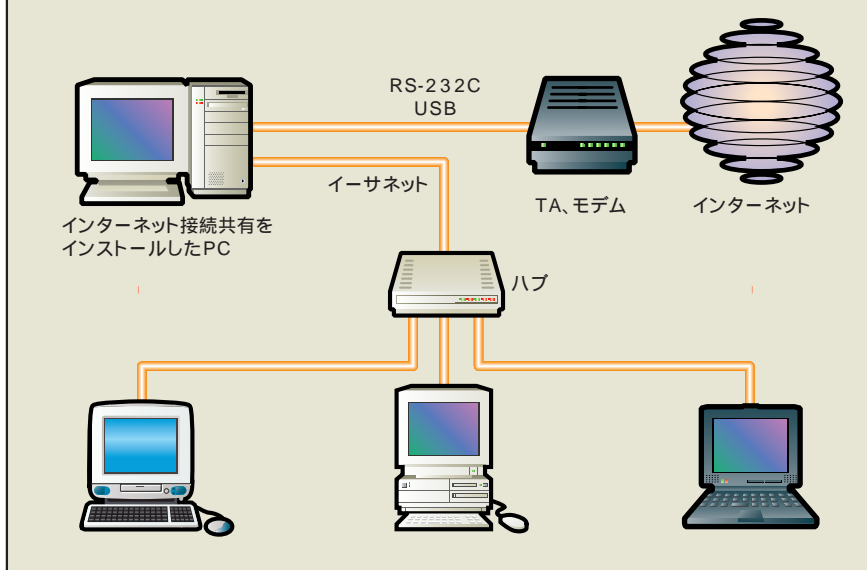 RS-232C
USB
イーサネット
TA、モデム
インターネット
インターネット接続共有を
インストールしたPC
ハブ